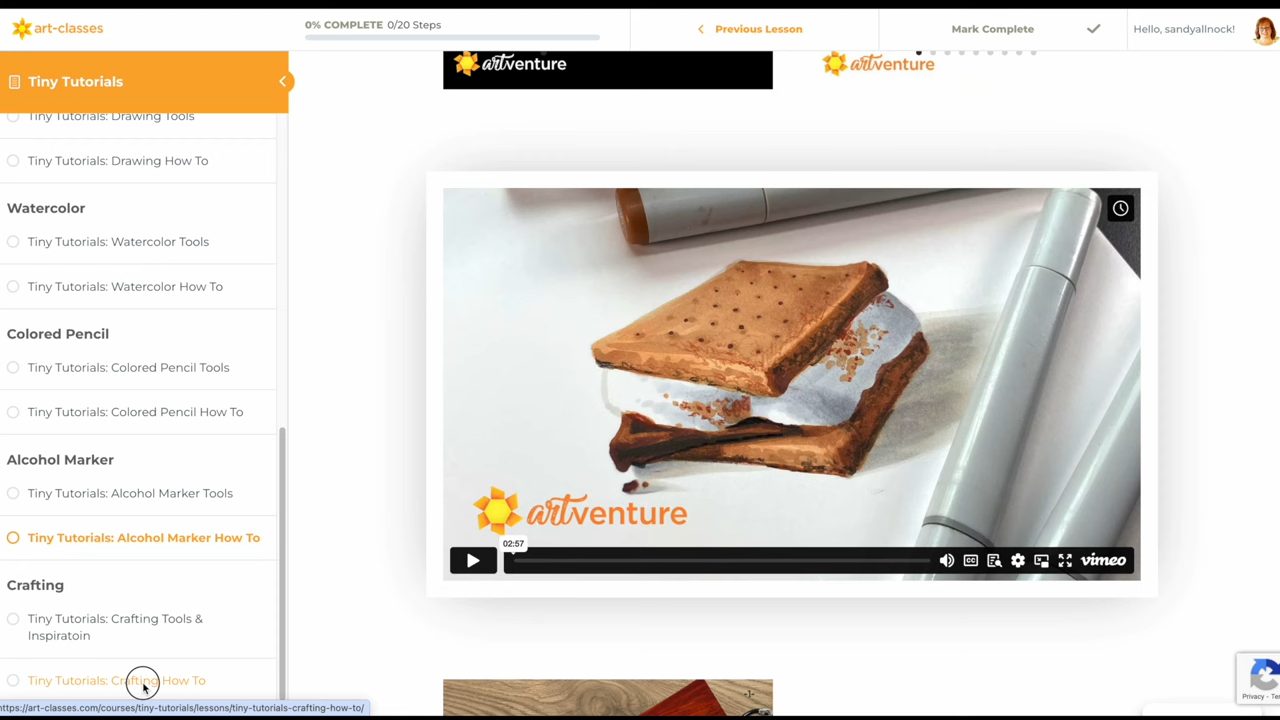 art-classes
0% COMPLETE 0/20 Steps
Previous Lesson
Mark Complete
Hello, sandyallnock!
Tiny Tutorials
Tiny Tutorials: Drawing Tools
Tiny Tutorials: Drawing How To
Watercolor
Tiny Tutorials: Watercolor Tools
Tiny Tutorials: Watercolor How To
Colored Pencil
Tiny Tutorials: Colored Pencil Tools
Tiny Tutorials: Colored Pencil How To
Alcohol Marker
Tiny Tutorials: Alcohol Marker Tools
Tiny Tutorials: Alcohol Marker How To
Crafting
Tiny Tutorials: Crafting Tools &
Inspiratoin
Tiny Tutorials: Crafting How To
https://art-classes.com/courses/tiny-tutorials/lessons/tiny-tutorials-crafting-how-to/
artventure
artventure
artventure
02:57
CC
vimeo
Privacy - Ter